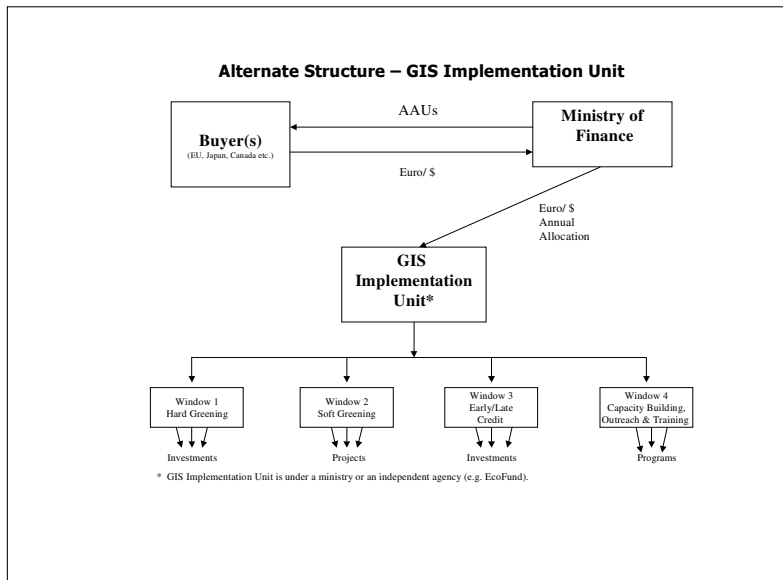 Alternate Structure – GIS Implementation Unit
AAUs
Buyer(s)
(EU, Japan, Canada etc.)
Ministry of
Finance
Euro/ $
Euro/ $
Annual
Allocation
GIS
Implementation
Unit*
Window 1
Hard Greening
Window 2
Soft Greening
Window 3
Early/Late
Credit
Window 4
Capacity Building,
Outreach & Training
Investments
Projects
Investments
Programs
* GIS Implementation Unit is under a ministry or an independent agency (e.g. EcoFund).